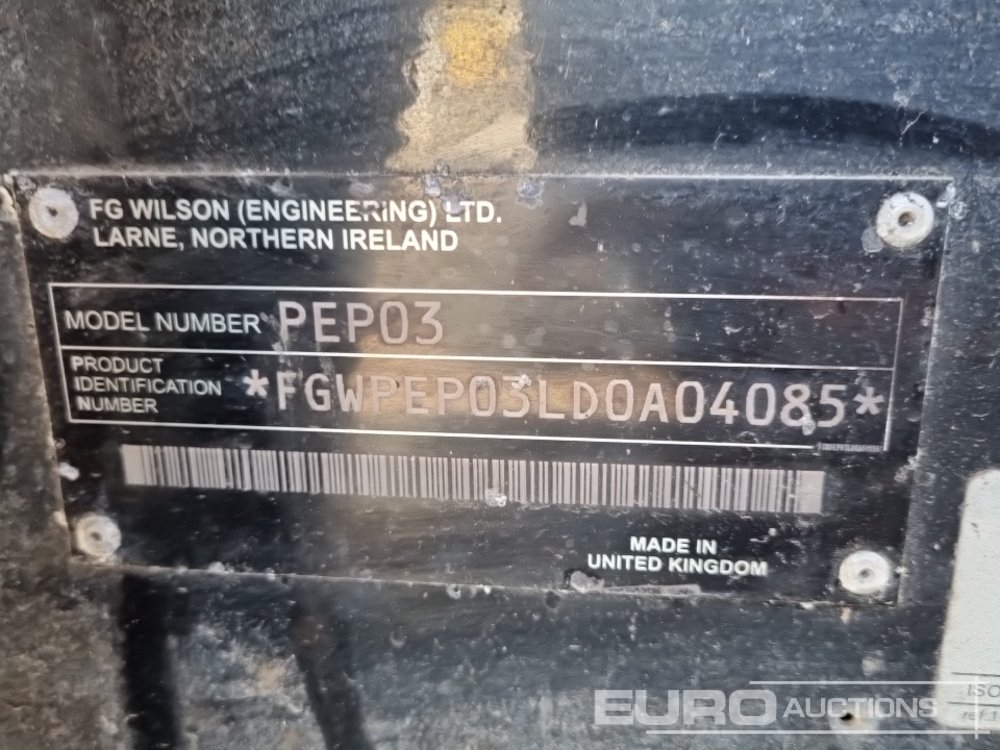 FG WILSON (ENGINEERING) LTD.
LARNE, NORTHERN IRELAND
MODEL NUMBER PEP03
PRODUCT IDENTIFICATION NUMBER *FGWPEP03LD0A04085*
MADE IN
UNITED KINGDOM
ISO
EURO AUCTIONS